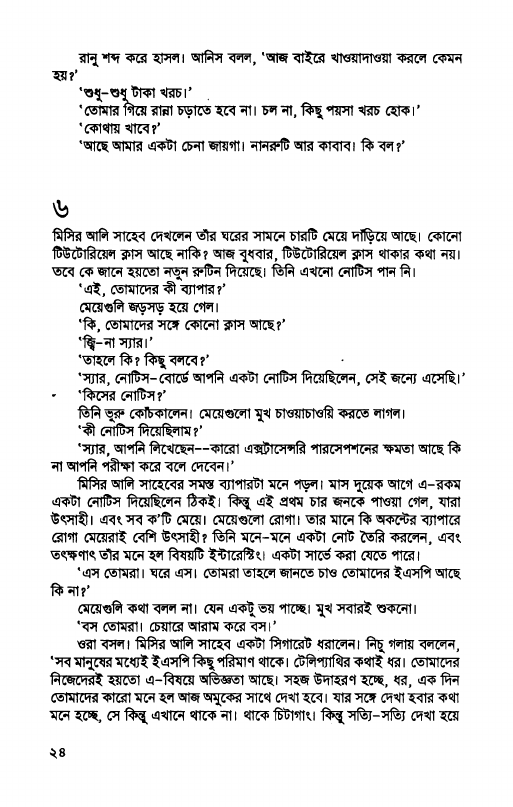 রানু শব্দ করে হাসল। আনিস বলল, ‘আজ বাইরে খাওয়াদাওয়া করলে কেমন
হয়?’
‘শুধু-শুধু টাকা খরচ।’
‘তোমার গিয়ে রান্না চড়াতে হবে না। চল না, কিছু পয়সা খরচ হোক।’
‘কোথায় খাবে?’
‘আছে আমার একটা চেনা জায়গা। নানরুটি আর কাবাব। কি বল?’
৬
মিসির আলি সাহেব দেখলেন তাঁর ঘরের সামনে চারটি মেয়ে দাঁড়িয়ে আছে। কোনো
টিউটোরিয়েল ক্লাস আছে নাকি? আজ বুধবার, টিউটোরিয়েল ক্লাস থাকার কথা নয়।
তবে কে জানে হয়তো নতুন রুটিন দিয়েছে। তিনি এখনো নোটিস পান নি।
‘এই, তোমাদের কী ব্যাপার?’
মেয়েগুলি জড়সড় হয়ে গেল।
‘কি, তোমাদের সঙ্গে কোনো ক্লাস আছে?’
‘জ্বি-না স্যার।’
‘তাহলে কি? কিছু বলবে?’
‘স্যার, নোটিস-বোর্ডে আপনি একটা নোটিস দিয়েছিলেন, সেই জন্যে এসেছি।’
‘কিসের নোটিস?’
তিনি ভুরু কোঁচকালেন। মেয়েগুলো মুখ চাওয়াচাওয়ি করতে লাগল।
‘কী নোটিস দিয়েছিলাম?’
‘স্যার, আপনি লিখেছেন--কারো এক্সট্রাসেন্সরি পারসেপশনের ক্ষমতা আছে কি
না আপনি পরীক্ষা করে বলে দেবেন।’
মিসির আলি সাহেবের সমস্ত ব্যাপারটা মনে পড়ল। মাস দুয়েক আগে এ-রকম
একটা নোটিস দিয়েছিলেন ঠিকই। কিন্তু এই প্রথম চার জনকে পাওয়া গেল, যারা
উৎসাহী। এবং সব ক'টি মেয়ে। মেয়েগুলো রোগা। তার মানে কি অকল্টের ব্যাপারে
রোগা মেয়েরাই বেশি উৎসাহী? তিনি মনে-মনে একটা নোট তৈরি করলেন, এবং
তৎক্ষণাৎ তাঁর মনে হল বিষয়টি ইন্টারেস্টিং। একটা সার্ভে করা যেতে পারে।
‘এস তোমরা। ঘরে এস। তোমরা তাহলে জানতে চাও তোমাদের ইএসপি আছে
কি না?’
মেয়েগুলি কথা বলল না। যেন একটু ভয় পাচ্ছে। মুখ সবারই শুকনো।
‘বস তোমরা। চেয়ারে আরাম করে বস।’
ওরা বসল। মিসির আলি সাহেব একটা সিগারেট ধরালেন। নিচু গলায় বললেন,
‘সব মানুষের মধ্যেই ইএসপি কিছু পরিমাণ থাকে। টেলিপ্যাথির কথাই ধর। তোমাদের
নিজেদেরই হয়তো এ-বিষয়ে অভিজ্ঞতা আছে। সহজ উদাহরণ হচ্ছে, ধর, এক দিন
তোমাদের কারো মনে হল আজ অমুকের সাথে দেখা হবে। যার সঙ্গে দেখা হবার কথা
মনে হচ্ছে, সে কিন্তু এখানে থাকে না। থাকে চিটাগাং। কিন্তু সত্যি-সত্যি দেখা হয়ে
২৪